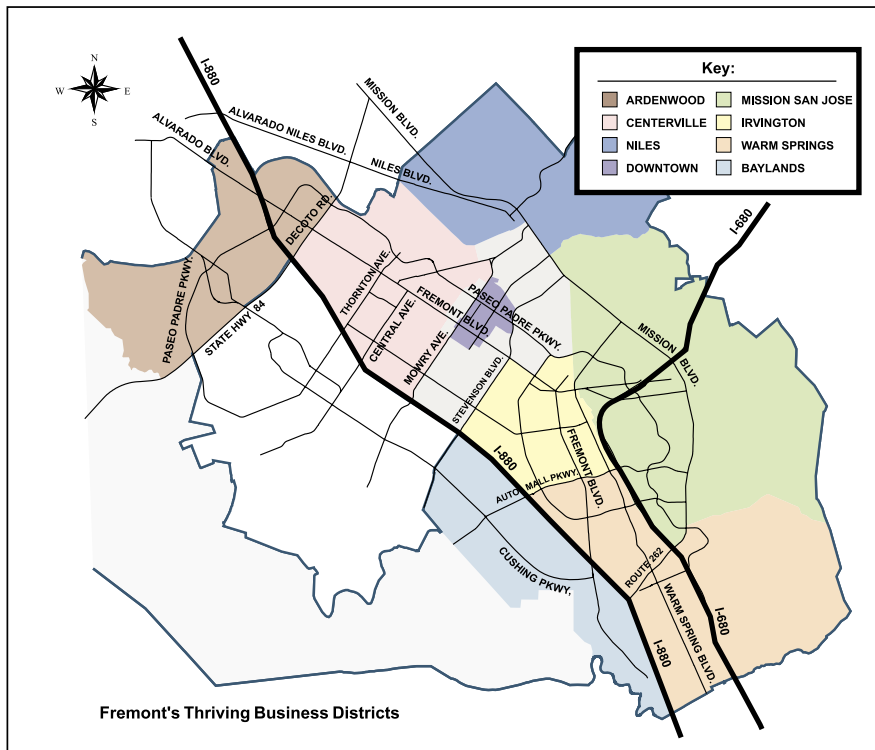 I-880
MISSION BLVD.
ALVARADO NILES BLVD.
ALVARADO BLVD.
NILES BLVD.
N
W E
S
Key:
ARDENWOOD
CENTERVILLE
NILES
DOWNTOWN
MISSION SAN JOSE
IRVINGTON
WARM SPRINGS
BAYLANDS
I-680
DECOTO RD.
PASEO PADRE PKWY.
STATE HWY 84
THORNTON AVE.
CENTRAL AVE.
FREMONT BLVD.
MOWRY AVE.
PASEO PADRE PKWY.
MISSION BLVD.
STEVENSON BLVD.
I-880
FREMONT BLVD.
AUTO MALL PKWY.
CUSHING PKWY,
ROUTE 262
WARM SPRING BLVD.
I-680
I-880
Fremont's Thriving Business Districts